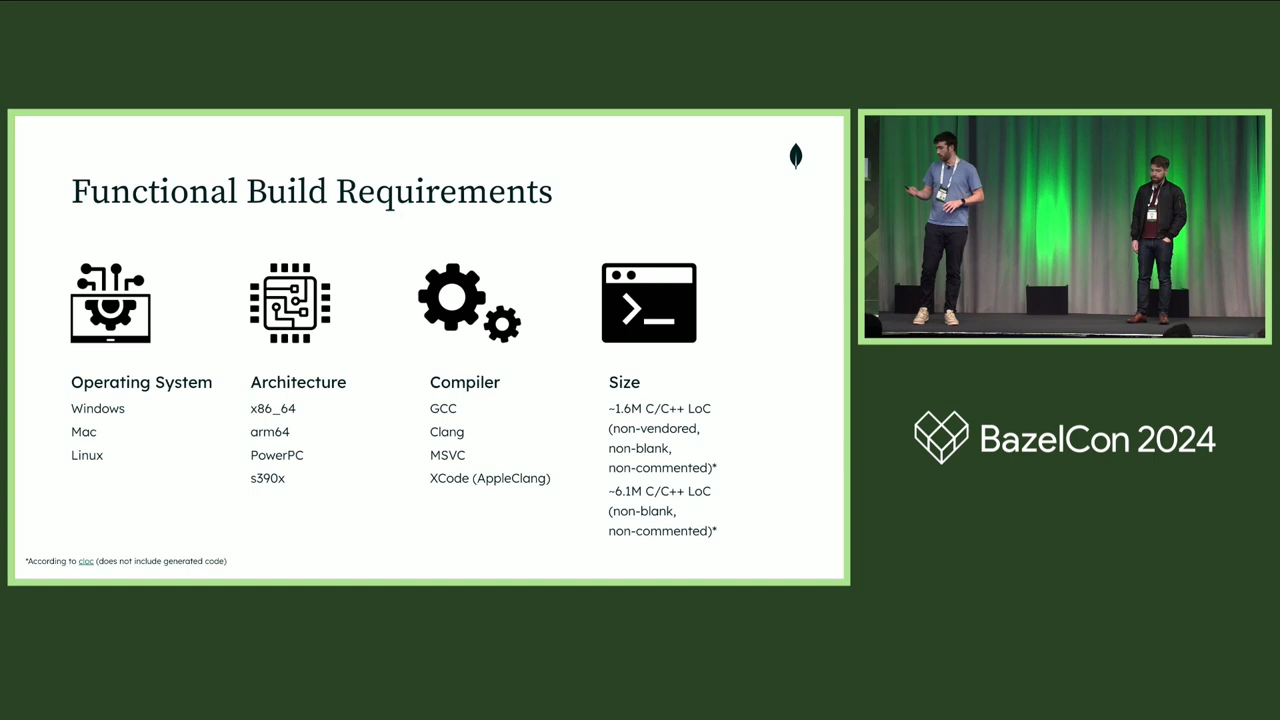 Functional Build Requirements
Operating System
Windows
Mac
Linux
Architecture
x86_64
arm64
PowerPC
s390x
Compiler
GCC
Clang
MSVC
XCode (AppleClang)
Size
~1.6M C/C++ LoC
(non-vendored,
non-blank,
non-commented)*
~6.1M C/C++ LoC
(non-blank,
non-commented)*
*According to cloc (does not include generated code)
BazelCon 2024